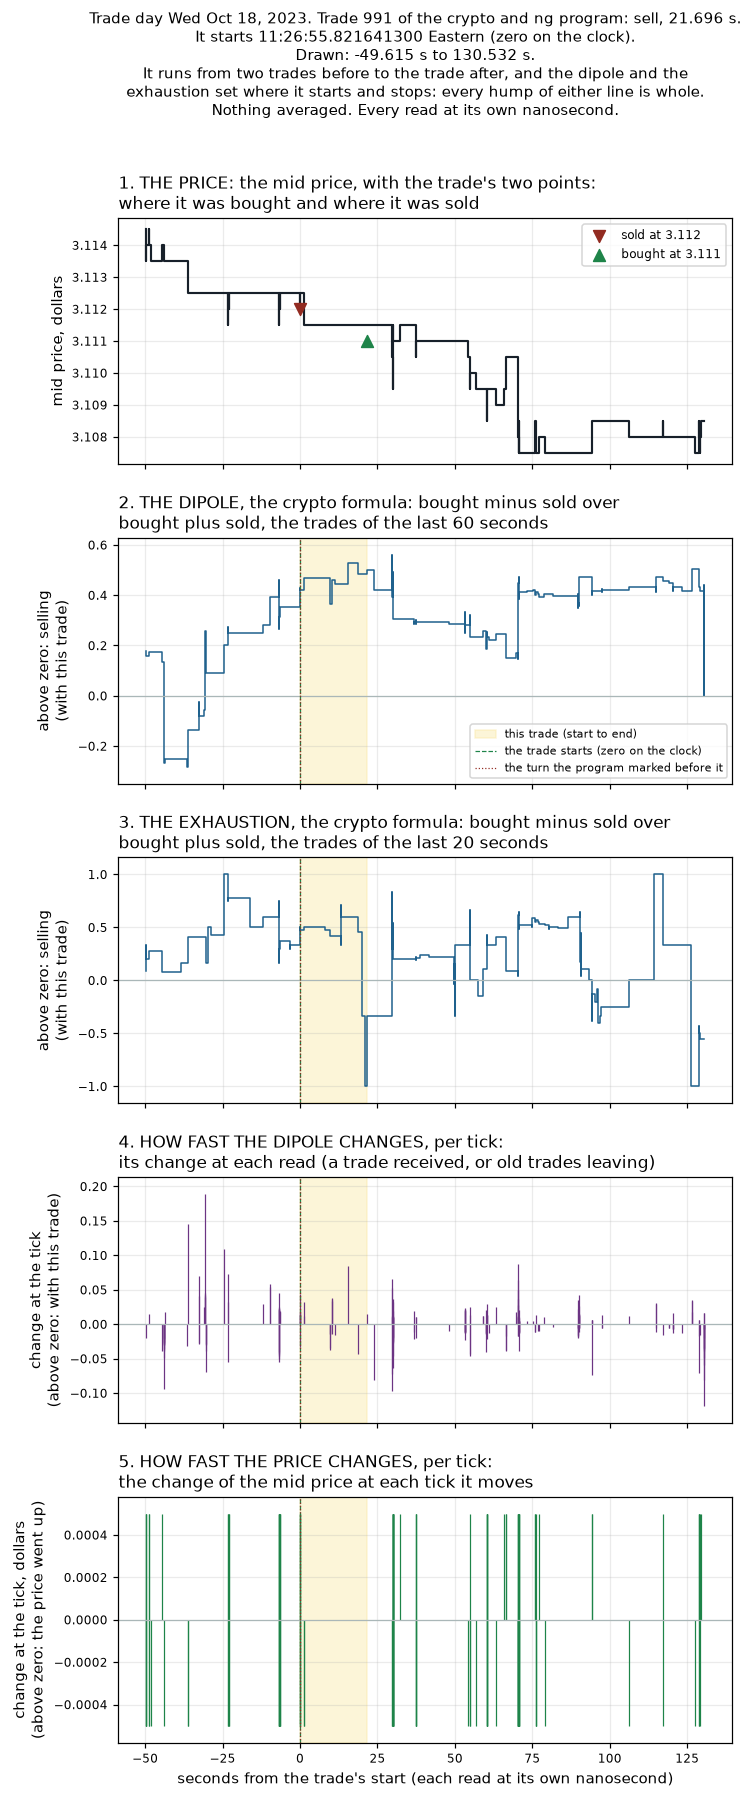 Trade day Wed Oct 18, 2023. Trade 991 of the crypto and ng program: sell, 21.696 s.
It starts 11:26:55.821641300 Eastern (zero on the clock).
Drawn: -49.615 s to 130.532 s.
It runs from two trades before to the trade after, and the dipole and the
exhaustion set where it starts and stops: every hump of either line is whole.
Nothing averaged. Every read at its own nanosecond.
1. THE PRICE: the mid price, with the trade's two points:
where it was bought and where it was sold
sold at 3.112
bought at 3.111
3.114
3.113
3.112
3.111
3.110
3.109
3.108
mid price, dollars
2. THE DIPOLE, the crypto formula: bought minus sold over
bought plus sold, the trades of the last 60 seconds
0.6
0.4
0.2
0.0
−0.2
above zero: selling
(with this trade)
this trade (start to end)
the trade starts (zero on the clock)
the turn the program marked before it
3. THE EXHAUSTION, the crypto formula: bought minus sold over
bought plus sold, the trades of the last 20 seconds
1.0
0.5
0.0
−0.5
−1.0
above zero: selling
(with this trade)
4. HOW FAST THE DIPOLE CHANGES, per tick:
its change at each read (a trade received, or old trades leaving)
0.20
0.15
0.10
0.05
0.00
−0.05
−0.10
change at the tick
(above zero: with this trade)
5. HOW FAST THE PRICE CHANGES, per tick:
the change of the mid price at each tick it moves
0.0004
0.0002
0.0000
−0.0002
−0.0004
change at the tick, dollars
(above zero: the price went up)
−50
−25
0
25
50
75
100
125
seconds from the trade's start (each read at its own nanosecond)